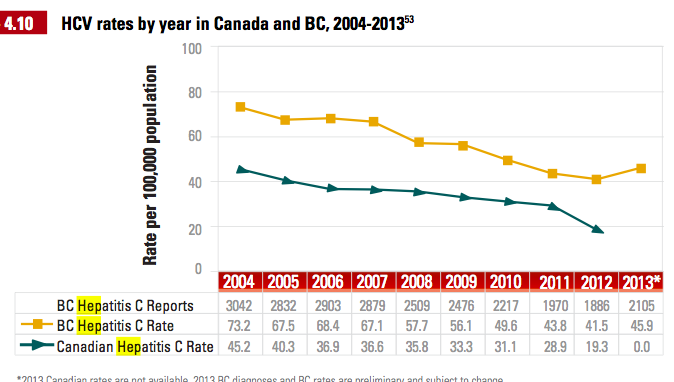 4.10 HCV rates by year in Canada and BC, 2004-2013⁵³
Rate per 100,000 population
100
80
60
40
20
0
2004 2005 2006 2007 2008 2009 2010 2011 2012 2013*
BC Hepatitis C Reports 3042 2832 2903 2879 2509 2476 2217 1970 1886 2105
BC Hepatitis C Rate 73.2 67.5 68.4 67.1 57.7 56.1 49.6 43.8 41.5 45.9
Canadian Hepatitis C Rate 45.2 40.3 36.9 36.6 35.8 33.3 31.1 28.9 19.3 0.0
*2013 Canadian rates are not available. 2013 BC diagnoses and BC rates are preliminary and subject to change